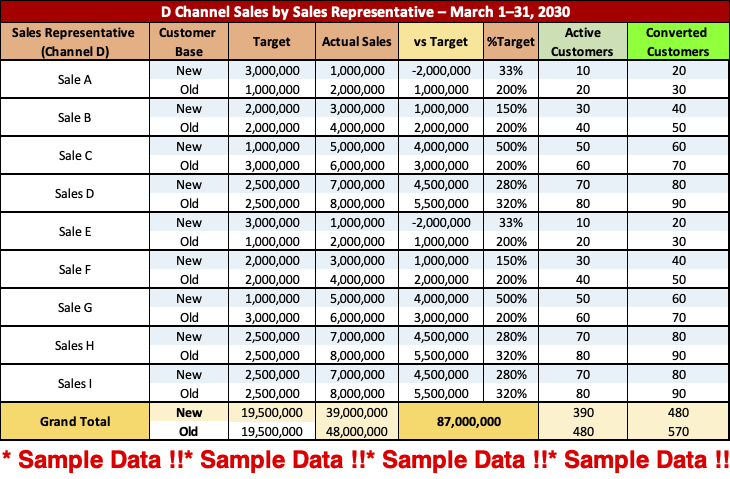 D Channel Sales by Sales Representative – March 1–31, 2030
Sales Representative (Channel D) Customer Base Target Actual Sales vs Target %Target Active Customers Converted Customers
Sale A New 3,000,000 1,000,000 -2,000,000 33% 10 20
Old 1,000,000 2,000,000 1,000,000 200% 20 30
Sale B New 2,000,000 3,000,000 1,000,000 150% 30 40
Old 2,000,000 4,000,000 2,000,000 200% 40 50
Sale C New 1,000,000 5,000,000 4,000,000 500% 50 60
Old 3,000,000 6,000,000 3,000,000 200% 60 70
Sales D New 2,500,000 7,000,000 4,500,000 280% 70 80
Old 2,500,000 8,000,000 5,500,000 320% 80 90
Sale E New 3,000,000 1,000,000 -2,000,000 33% 10 20
Old 1,000,000 2,000,000 1,000,000 200% 20 30
Sale F New 2,000,000 3,000,000 1,000,000 150% 30 40
Old 2,000,000 4,000,000 2,000,000 200% 40 50
Sale G New 1,000,000 5,000,000 4,000,000 500% 50 60
Old 3,000,000 6,000,000 3,000,000 200% 60 70
Sales H New 2,500,000 7,000,000 4,500,000 280% 70 80
Old 2,500,000 8,000,000 5,500,000 320% 80 90
Sales I New 2,500,000 7,000,000 4,500,000 280% 70 80
Old 2,500,000 8,000,000 5,500,000 320% 80 90
Grand Total New 19,500,000 39,000,000 87,000,000 390 480
Old 19,500,000 48,000,000 480 570
* Sample Data !!* Sample Data !!* Sample Data !!* Sample Data !!